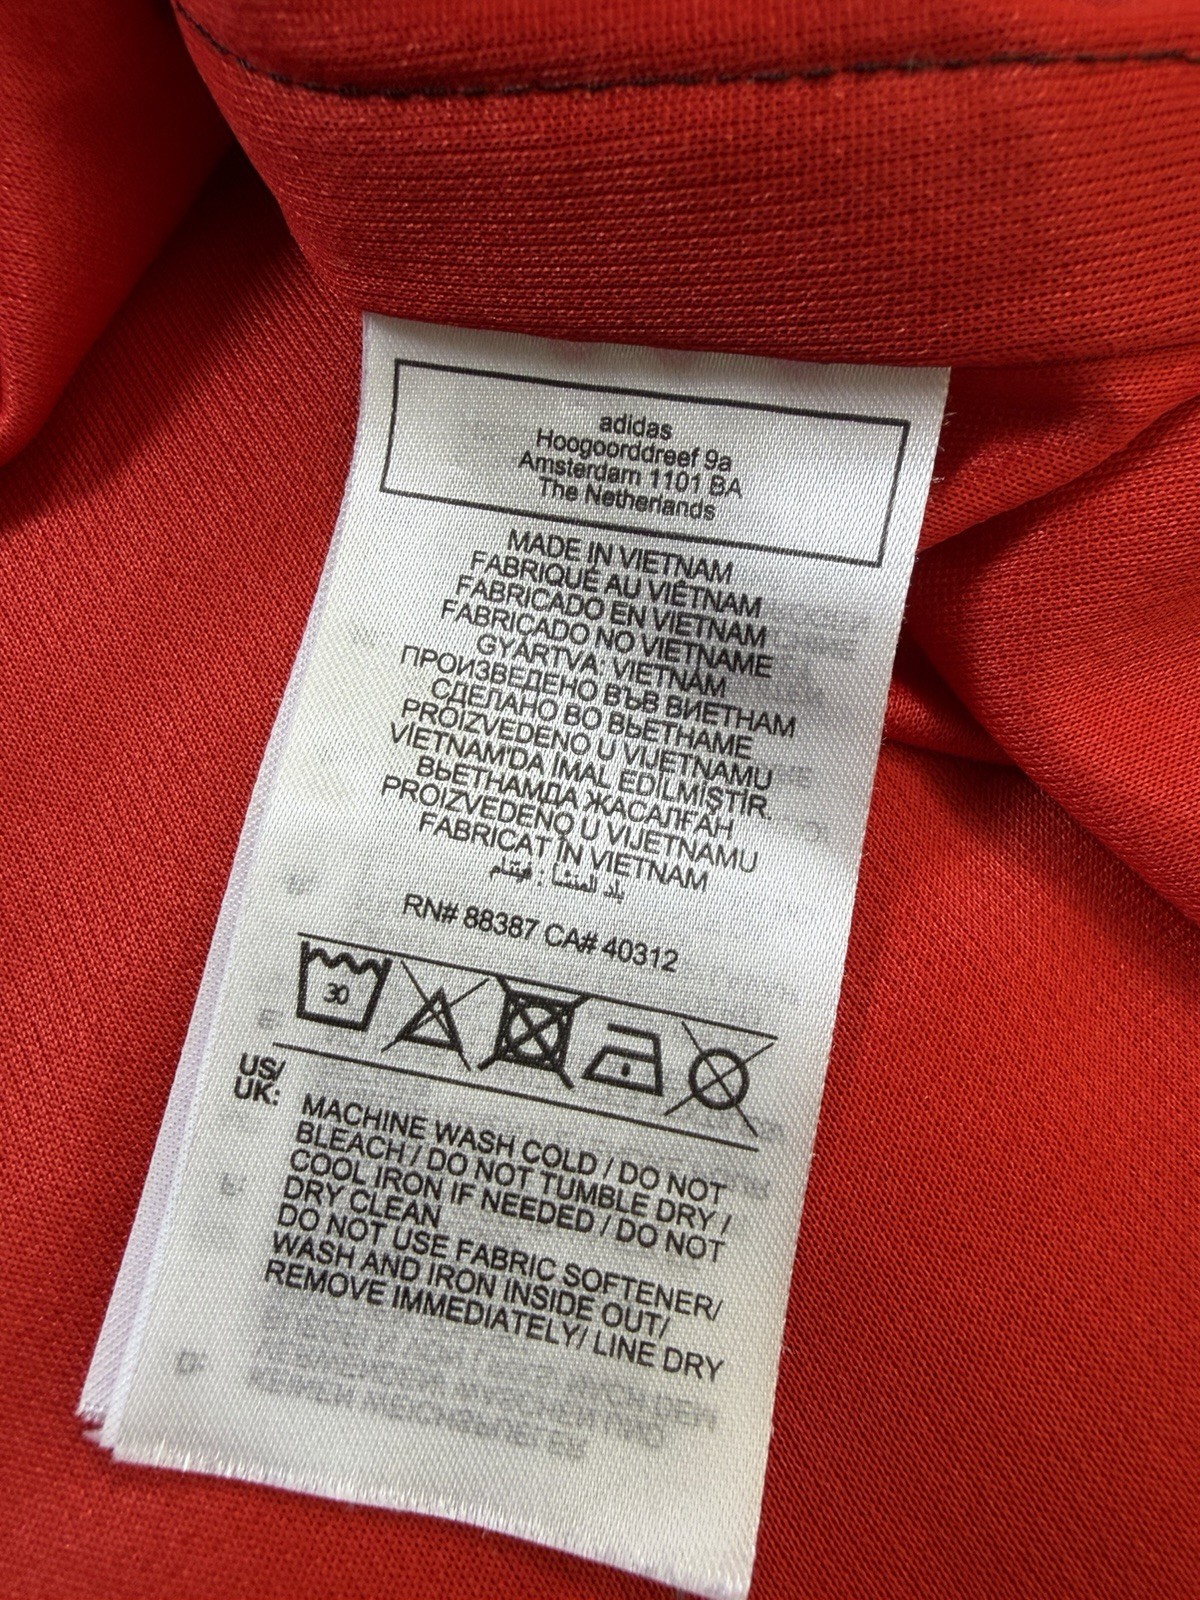 adidas
Hoogoorddreef 9a
Amsterdam 1101 BA
The Netherlands
MADE IN VIETNAM
FABRIQUÉ AU VIÊTNAM
FABRICADO EN VIETNAM
FABRICADO NO VIETNAME
GYÁRTVA: VIETNÁM
ПРОИЗВЕДЕНО ВЪВ ВИЕТНАМ
СДЕЛАНО ВО ВЬЕТНАМЕ
PROIZVEDENO U VIJETNAMU
VIETNAM'DA İMAL EDİLMİŞTİR.
ВЬЕТНАМДА ЖАСАЛҒАН
PROIZVEDENO U VIJETNAMU
FABRICAT ÎN VIETNAM
بلد المنشأ : فيتنام
RN# 88387 CA# 40312
30
US/
UK:
MACHINE WASH COLD / DO NOT
BLEACH / DO NOT TUMBLE DRY /
COOL IRON IF NEEDED / DO NOT
DRY CLEAN
DO NOT USE FABRIC SOFTENER/
WASH AND IRON INSIDE OUT/
REMOVE IMMEDIATELY/ LINE DRY